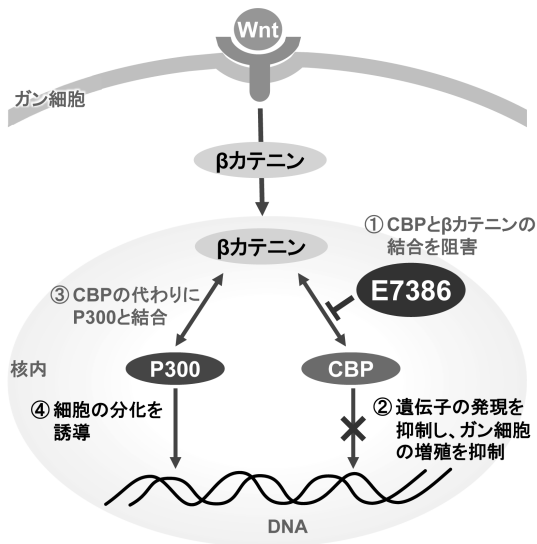 Wnt
ガン細胞
βカテニン
βカテニン
① CBPとβカテニンの
結合を阻害
E7386
③ CBPの代わりに
P300と結合
核内
P300
CBP
④ 細胞の分化を
誘導
② 遺伝子の発現を
抑制し、ガン細胞
の増殖を抑制
DNA